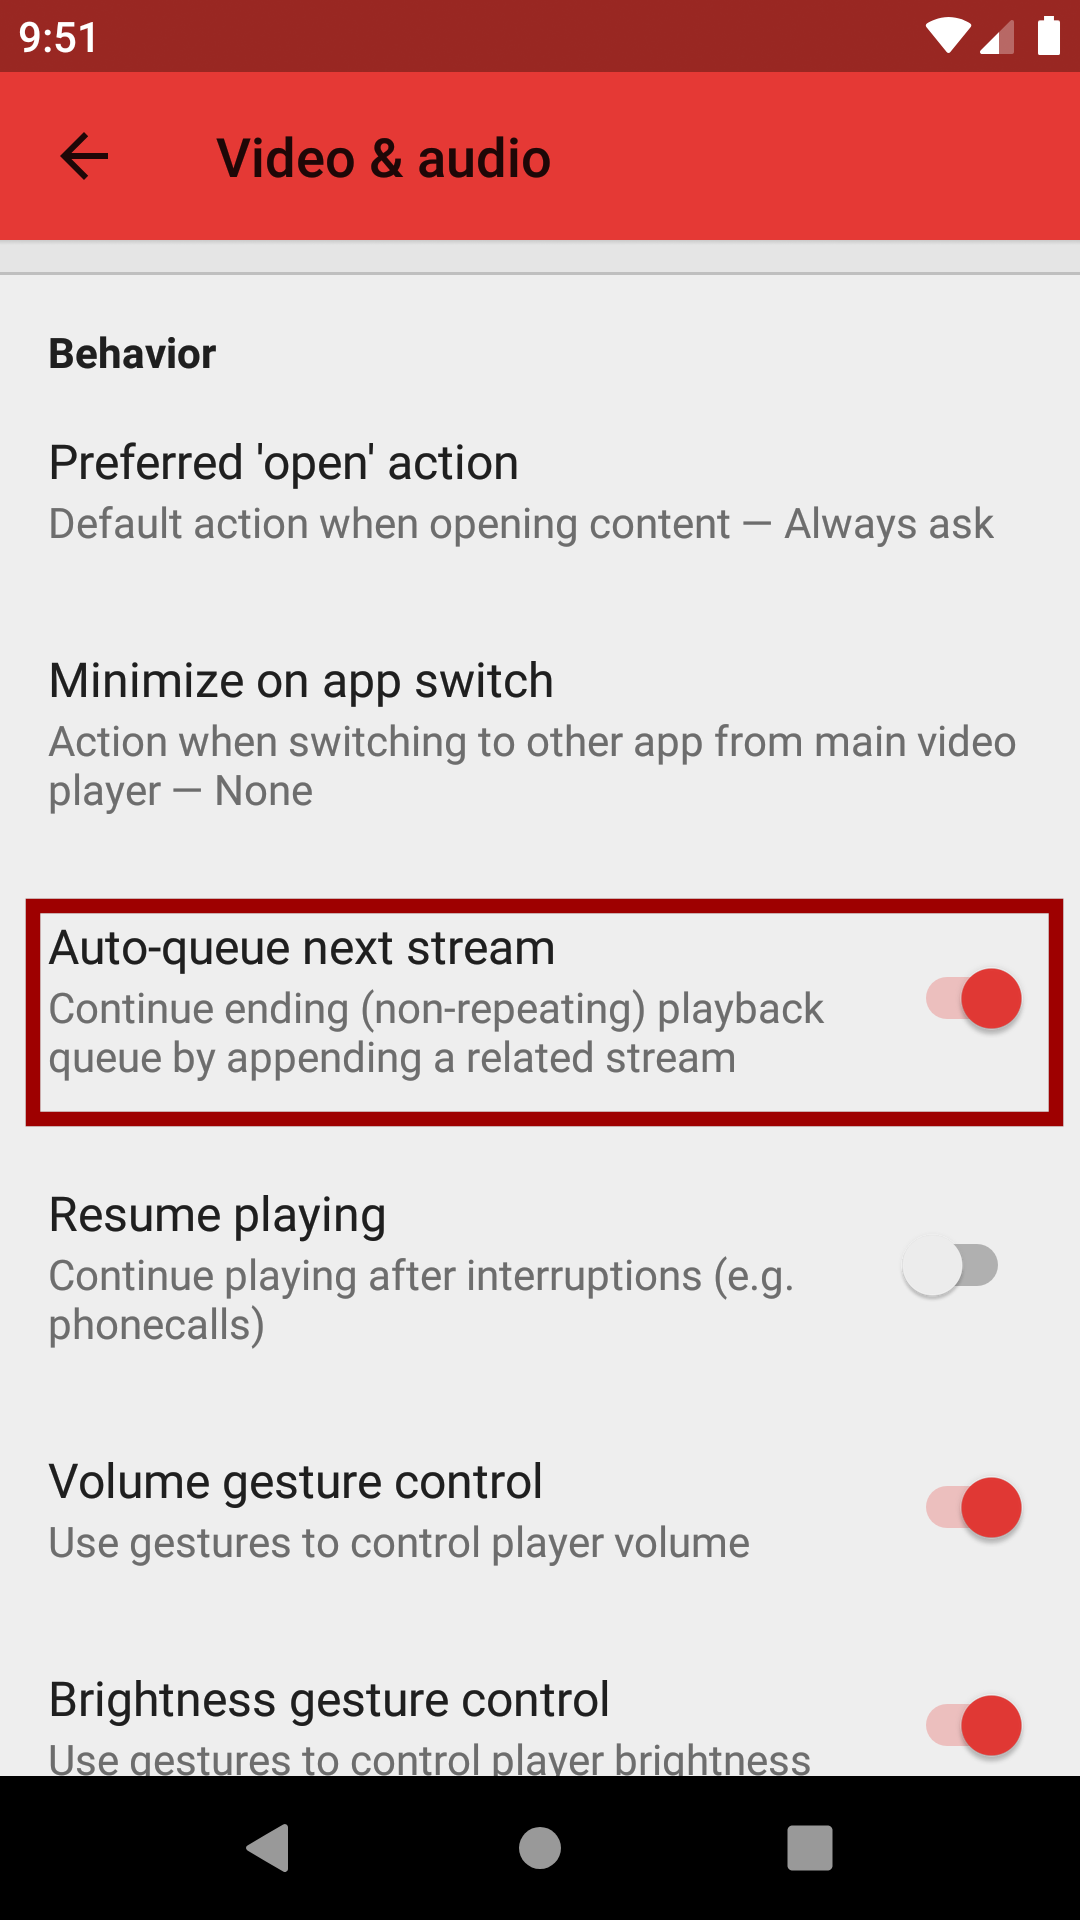 9:51
Video & audio
Behavior
Preferred 'open' action
Default action when opening content — Always ask
Minimize on app switch
Action when switching to other app from main video
player — None
Auto-queue next stream
Continue ending (non-repeating) playback
queue by appending a related stream
Resume playing
Continue playing after interruptions (e.g.
phonecalls)
Volume gesture control
Use gestures to control player volume
Brightness gesture control
Use gestures to control player brightness